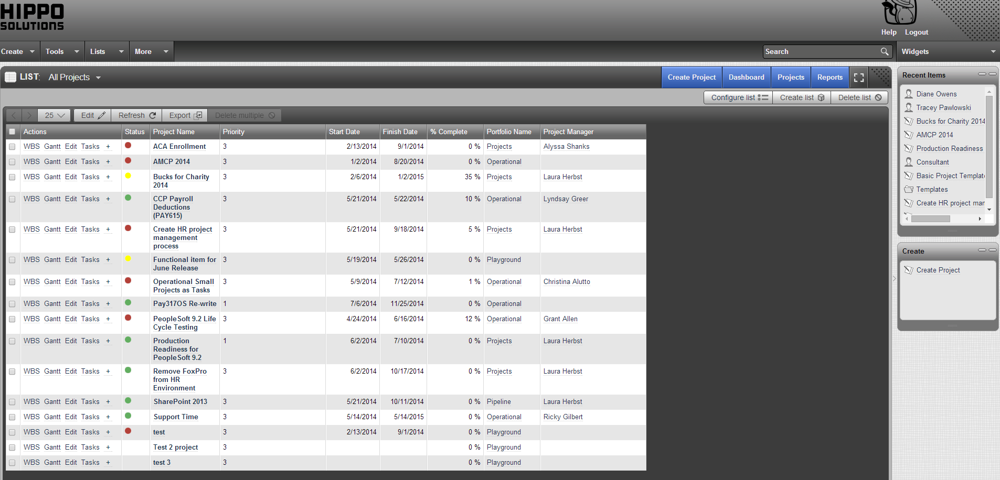 HIPPO
SOLUTIONS
Help Logout
Create Tools Lists More Search Widgets
LIST: All Projects Create Project Dashboard Projects Reports
Configure list Create list Delete list
25 Edit Refresh Export Delete multiple
Actions Status Project Name Priority Start Date Finish Date % Complete Portfolio Name Project Manager
WBS Gantt Edit Tasks + ACA Enrollment 3 2/13/2014 9/1/2014 0 % Projects Alyssa Shanks
WBS Gantt Edit Tasks + AMCP 2014 3 1/2/2014 8/20/2014 0 % Operational
WBS Gantt Edit Tasks + Bucks for Charity 3 2/6/2014 1/2/2015 35 % Projects Laura Herbst
2014
WBS Gantt Edit Tasks + CCP Payroll 3 5/21/2014 5/22/2014 10 % Operational Lyndsay Greer
Deductions
(PAY615)
WBS Gantt Edit Tasks + Create HR project 3 5/21/2014 9/18/2014 5 % Projects Laura Herbst
management
process
WBS Gantt Edit Tasks + Functional item for 3 5/19/2014 5/26/2014 0 % Playground
June Release
WBS Gantt Edit Tasks + Operational Small 3 5/9/2014 7/12/2014 1 % Operational Christina Alutto
Projects as Tasks
WBS Gantt Edit Tasks + Pay317OS Re-write 1 7/6/2014 11/25/2014 0 % Operational
WBS Gantt Edit Tasks + PeopleSoft 9.2 Life 3 4/24/2014 6/16/2014 12 % Operational Grant Allen
Cycle Testing
WBS Gantt Edit Tasks + Production 1 6/2/2014 7/10/2014 0 % Projects Laura Herbst
Readiness for
PeopleSoft 9.2
WBS Gantt Edit Tasks + Remove FoxPro 3 6/2/2014 10/17/2014 0 % Projects Laura Herbst
from HR
Environment
WBS Gantt Edit Tasks + SharePoint 2013 3 5/21/2014 10/11/2014 0 % Pipeline Laura Herbst
WBS Gantt Edit Tasks + Support Time 3 5/14/2014 5/14/2015 0 % Operational Ricky Gilbert
WBS Gantt Edit Tasks + test 3 2/13/2014 9/1/2014 0 % Playground
WBS Gantt Edit Tasks + Test 2 project 3 0 % Playground
WBS Gantt Edit Tasks + test 3 3 0 % Playground
Recent Items
Diane Owens
Tracey Pawlowski
Bucks for Charity 2014
AMCP 2014
Production Readiness
Consultant
Basic Project Templat
Templates
Create HR project mar
Create
Create Project